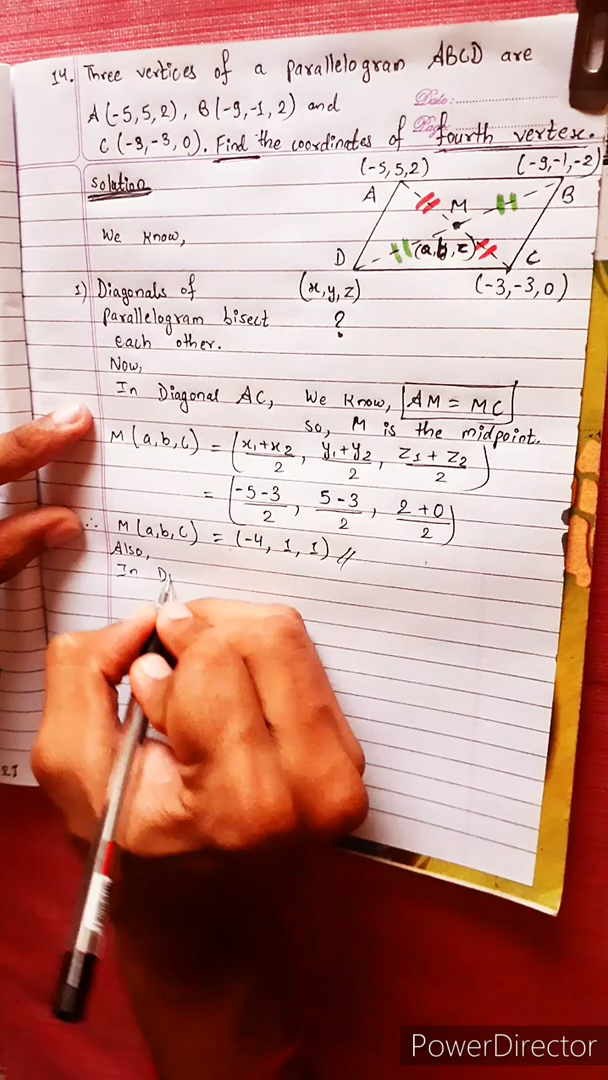 14. Three vertices of a parallelogram ABCD are
A(-5,5,2), B(-9,-1,2) and
Date:
Page:
C(-9,-3,0). Find the coordinates of fourth vertex.
solution
(-5,5,2) (-9,-1,-2)
A M B
We know,
D (a,b,c) C
1) Diagonals of (x,y,z) (-3,-3,0)
parallelogram bisect ?
each other.
Now,
In Diagonal AC, We know, AM = MC
so, M is the midpoint.
M(a,b,c) = (x₁+x₂/2, y₁+y₂/2, z₁+z₂/2)
= (-5-3/2, 5-3/2, 2+0/2)
∴ M(a,b,c) = (-4, 1, 1) //
Also,
In D
PowerDirector